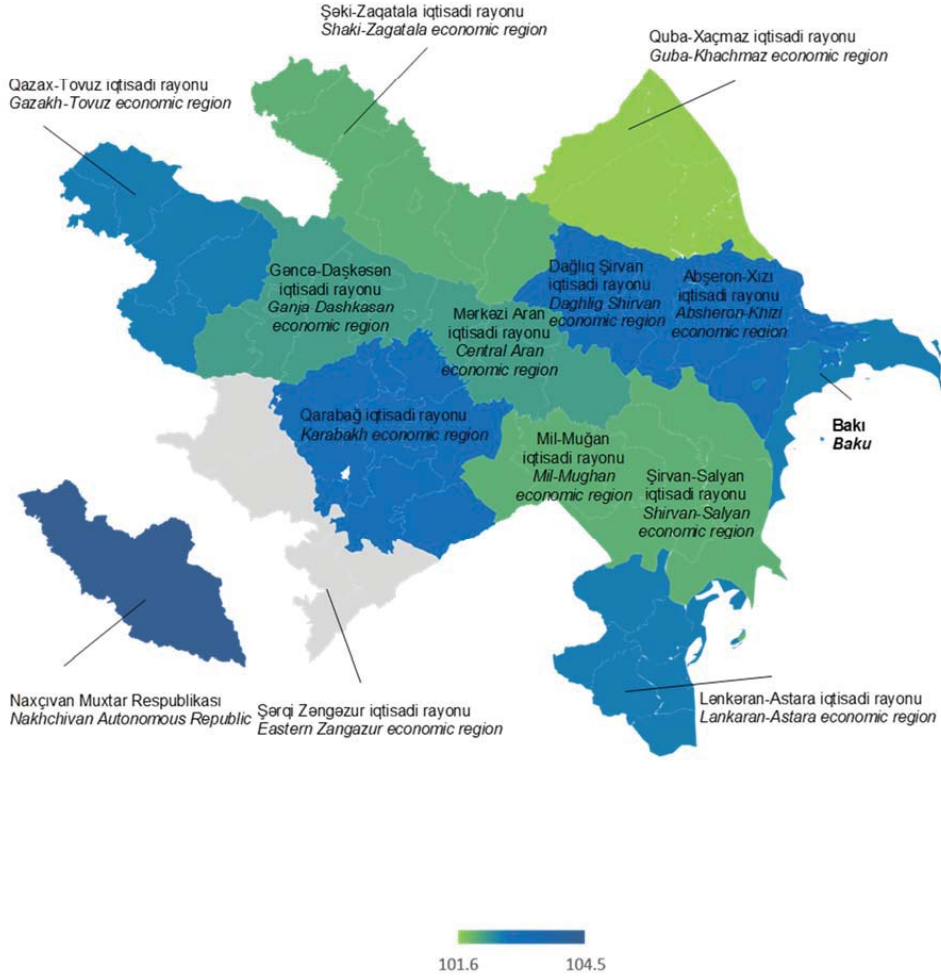 Şəki-Zaqatala iqtisadi rayonu
Shaki-Zagatala economic region
Quba-Xaçmaz iqtisadi rayonu
Guba-Khachmaz economic region
Qazax-Tovuz iqtisadi rayonu
Gazakh-Tovuz economic region
Gəncə-Daşkəsən
iqtisadi rayonu
Ganja-Dashkasan
economic region
Mərkəzi Aran
iqtisadi rayonu
Central Aran
economic region
Dağlıq Şirvan
iqtisadi rayonu
Daghlig Shirvan
economic region
Abşeron-Xızı
iqtisadi rayonu
Absheron-Khizi
economic region
Bakı
Baku
Qarabağ iqtisadi rayonu
Karabakh economic region
Mil-Muğan
iqtisadi rayonu
Mil-Mughan
economic region
Şirvan-Salyan
iqtisadi rayonu
Shirvan-Salyan
economic region
Naxçıvan Muxtar Respublikası
Nakhchivan Autonomous Republic
Şərqi Zəngəzur iqtisadi rayonu
Eastern Zangazur economic region
Lənkəran-Astara iqtisadi rayonu
Lankaran-Astara economic region
101.6
104.5